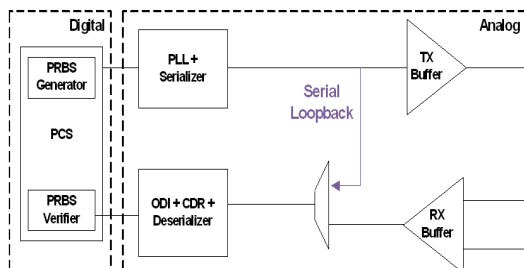 Digital
Analog
PRBS
Generator
PCS
PRBS
Verifier
PLL +
Serializer
TX
Buffer
Serial
Loopback
ODI + CDR +
Deserializer
RX
Buffer